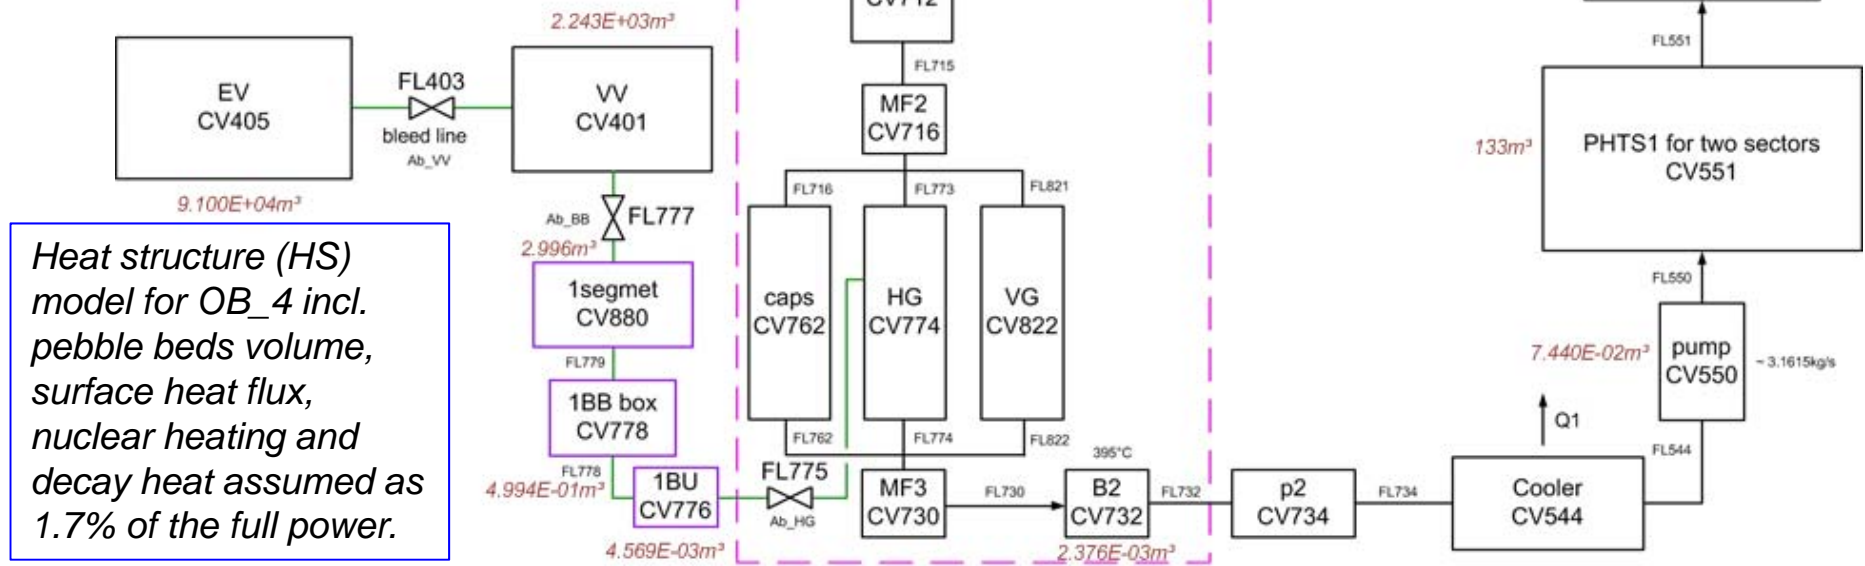 2.243E+03m³
CV712
FL551
FL715
EV
CV405
FL403
bleed line
Ab_VV
VV
CV401
MF2
CV716
133m³
PHTS1 for two sectors
CV551
9.100E+04m³
Ab_BB
FL777
FL716
FL773
FL821
2.996m³
Heat structure (HS)
model for OB_4 incl.
pebble beds volume,
surface heat flux,
nuclear heating and
decay heat assumed as
1.7% of the full power.
1segmet
CV880
caps
CV762
HG
CV774
VG
CV822
FL550
7.440E-02m³
pump
CV550
~ 3.1615kg/s
FL779
1BB box
CV778
Q1
FL762
FL774
FL822
FL544
395°C
FL778
4.994E-01m³
1BU
CV776
FL775
Ab_HG
MF3
CV730
FL730
B2
CV732
FL732
p2
CV734
FL734
Cooler
CV544
4.569E-03m³
2.376E-03m³